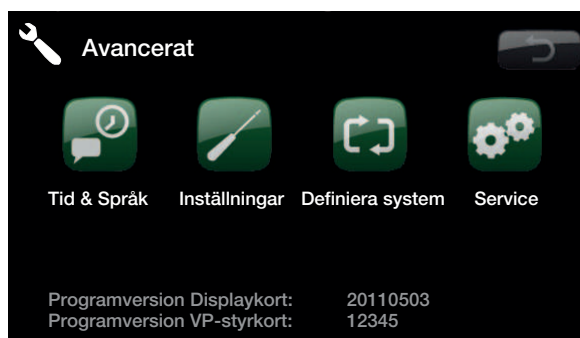 Avancerat
Tid & Språk Inställningar Definiera system Service
Programversion Displaykort: 20110503
Programversion VP-styrkort: 12345